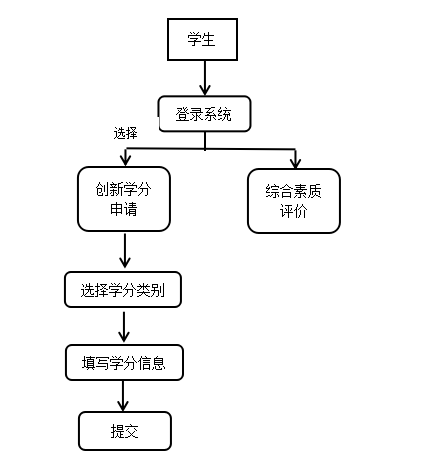 学生
登录系统
选择
创新学分
申请
综合素质
评价
选择学分类别
填写学分信息
提交